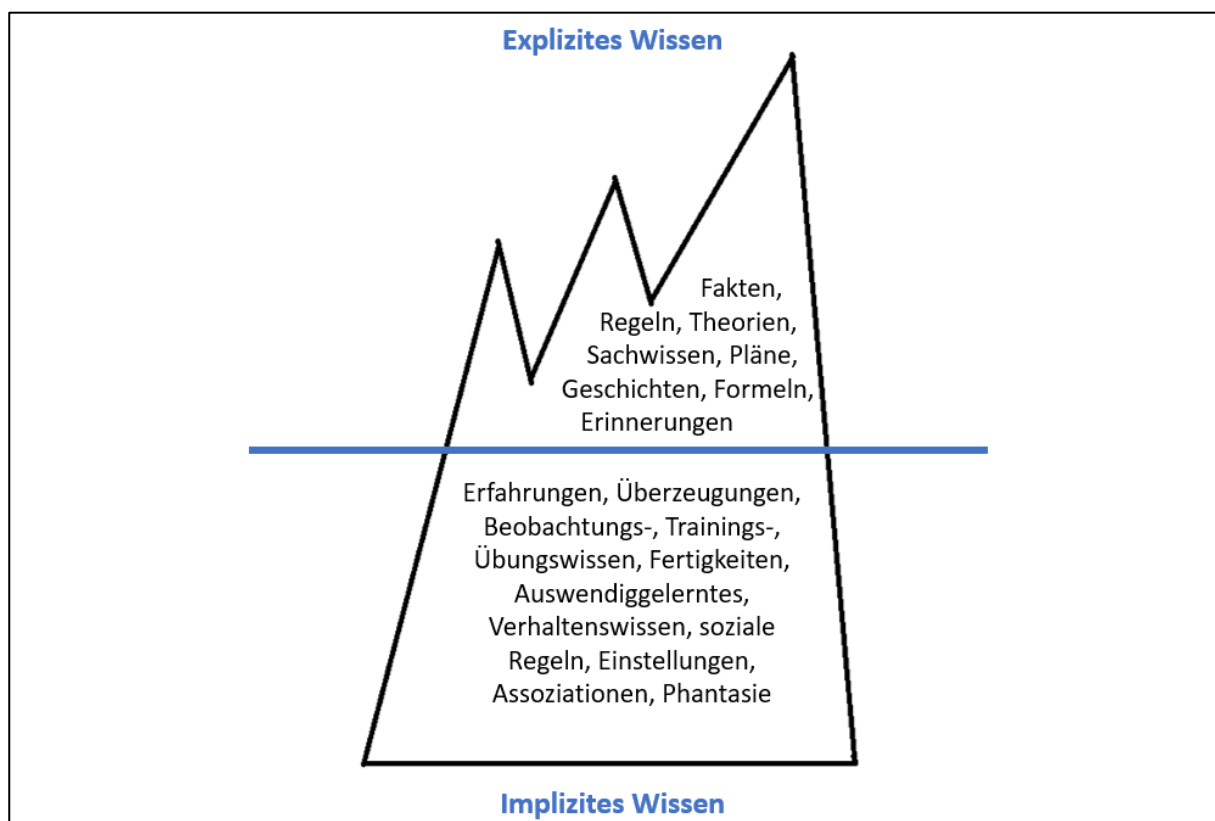 Explizites Wissen
Fakten,
Regeln, Theorien,
Sachwissen, Pläne,
Geschichten, Formeln,
Erinnerungen
Erfahrungen, Überzeugungen,
Beobachtungs-, Trainings-,
Übungswissen, Fertigkeiten,
Auswendiggelerntes,
Verhaltenswissen, soziale
Regeln, Einstellungen,
Assoziationen, Phantasie
Implizites Wissen